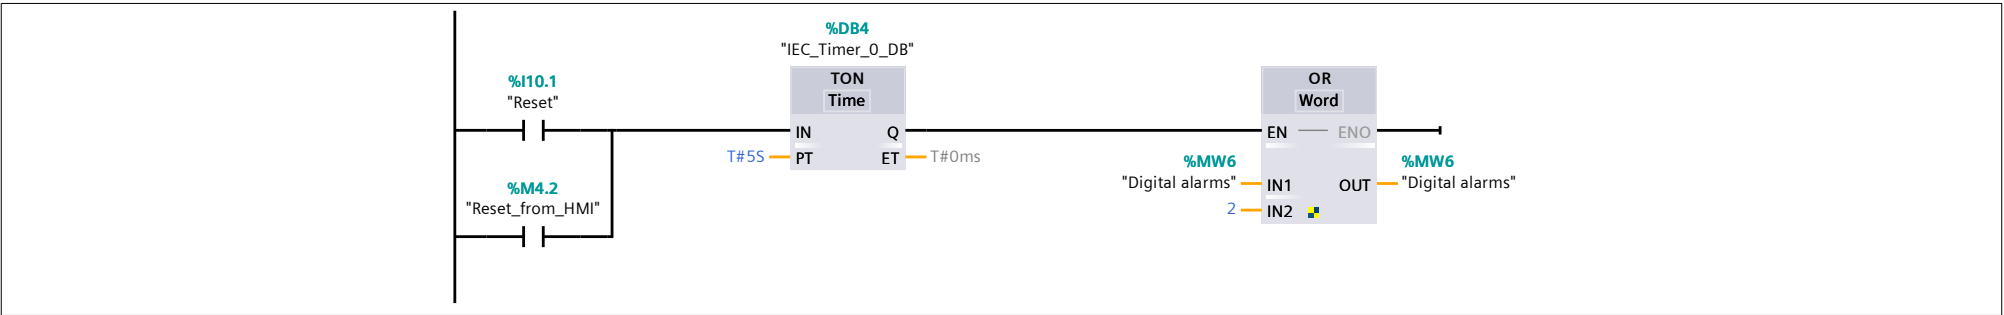 %DB4
"IEC_Timer_0_DB"
TON
Time
%I10.1
"Reset"
IN
Q
T#5S
PT
ET
T#0ms
%M4.2
"Reset_from_HMI"
OR
Word
EN
ENO
%MW6
"Digital alarms"
IN1
OUT
%MW6
"Digital alarms"
2
IN2